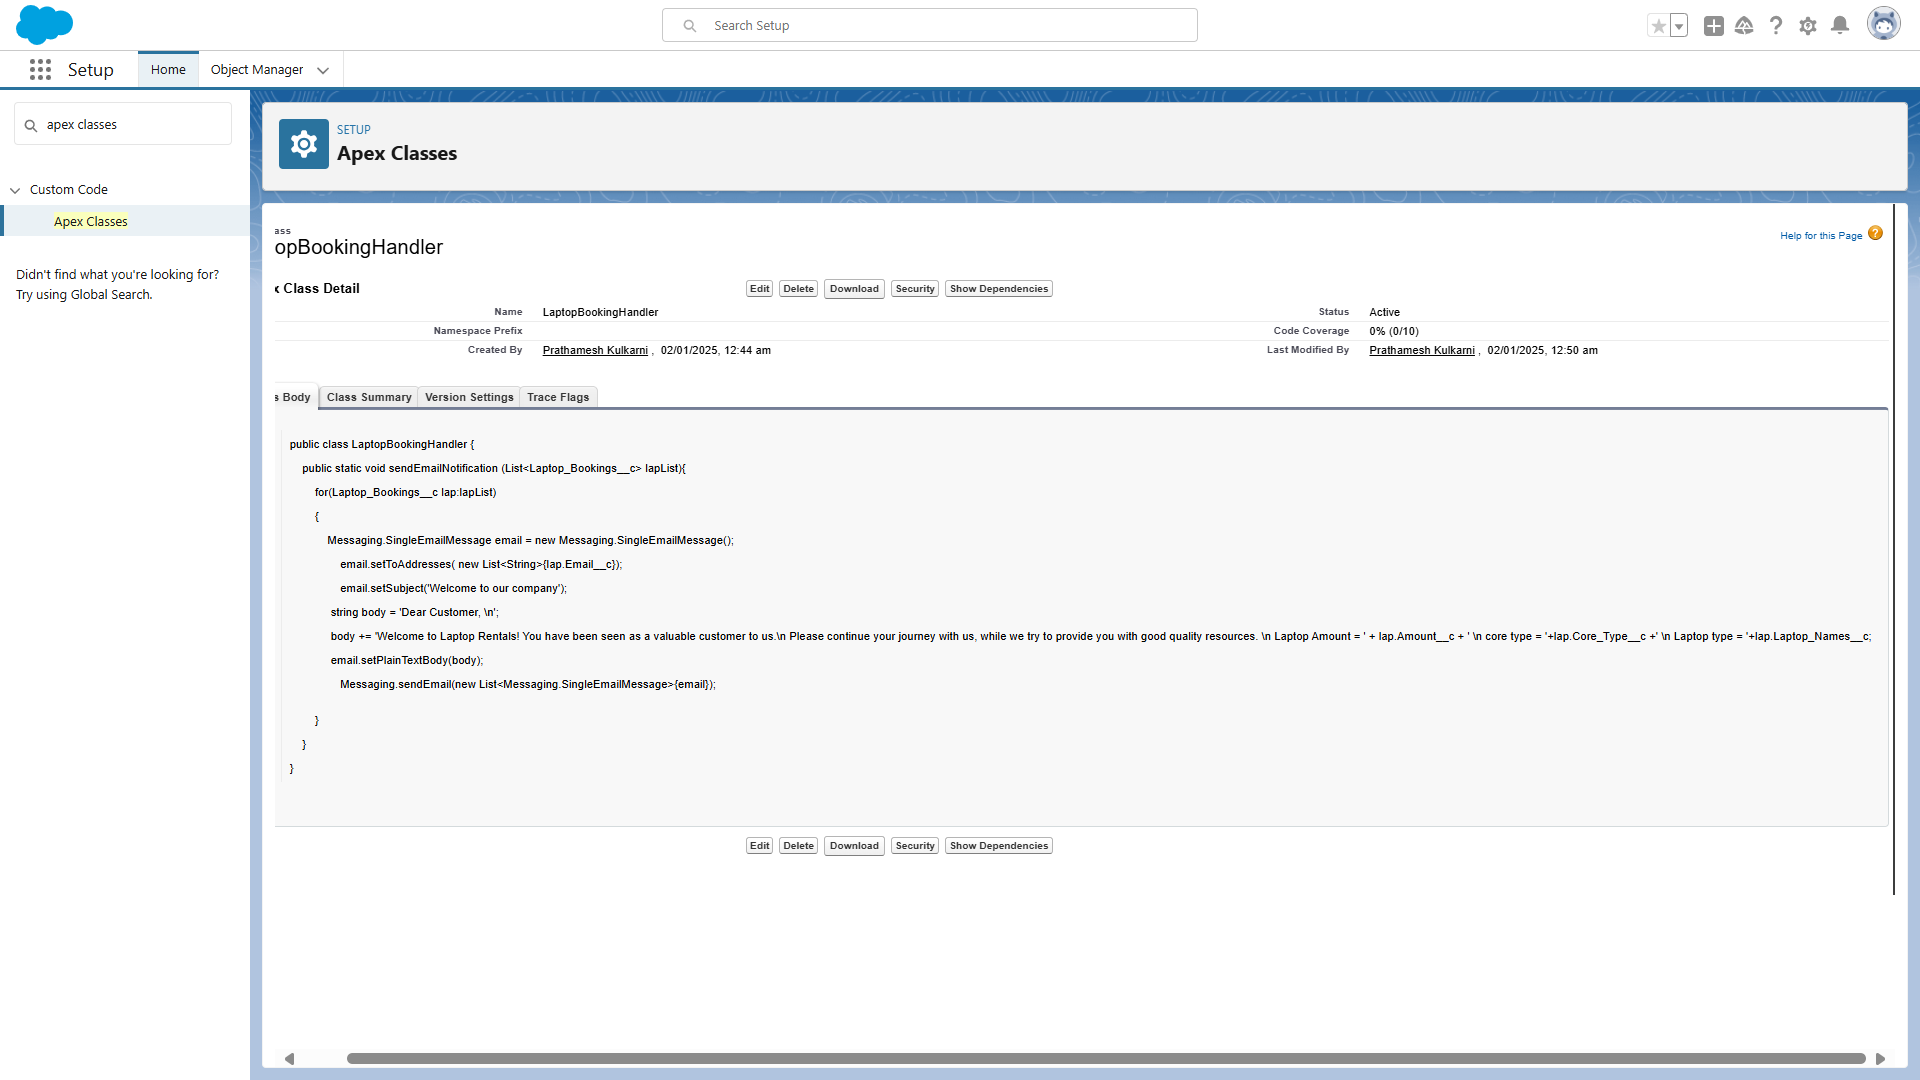 Search Setup
Setup
Home
Object Manager
apex classes
Custom Code
Apex Classes
Didn't find what you're looking for?
Try using Global Search.
SETUP
Apex Classes
ass
opBookingHandler
Help for this Page
x Class Detail
Edit Delete Download Security Show Dependencies
Name LaptopBookingHandler Status Active
Namespace Prefix Code Coverage 0% (0/10)
Created By Prathamesh Kulkarni , 02/01/2025, 12:44 am Last Modified By Prathamesh Kulkarni , 02/01/2025, 12:50 am
s Body Class Summary Version Settings Trace Flags
public class LaptopBookingHandler {
public static void sendEmailNotification (List<Laptop_Bookings__c> lapList){
for(Laptop_Bookings__c lap:lapList)
{
Messaging.SingleEmailMessage email = new Messaging.SingleEmailMessage();
email.setToAddresses( new List<String>{lap.Email__c});
email.setSubject('Welcome to our company');
string body = 'Dear Customer, \n';
body += 'Welcome to Laptop Rentals! You have been seen as a valuable customer to us.\n Please continue your journey with us, while we try to provide you with good quality resources. \n Laptop Amount = ' + lap.Amount__c + ' \n core type = '+lap.Core_Type__c +' \n Laptop type = '+lap.Laptop_Names__c;
email.setPlainTextBody(body);
Messaging.sendEmail(new List<Messaging.SingleEmailMessage>{email});
}
}
}
Edit Delete Download Security Show Dependencies